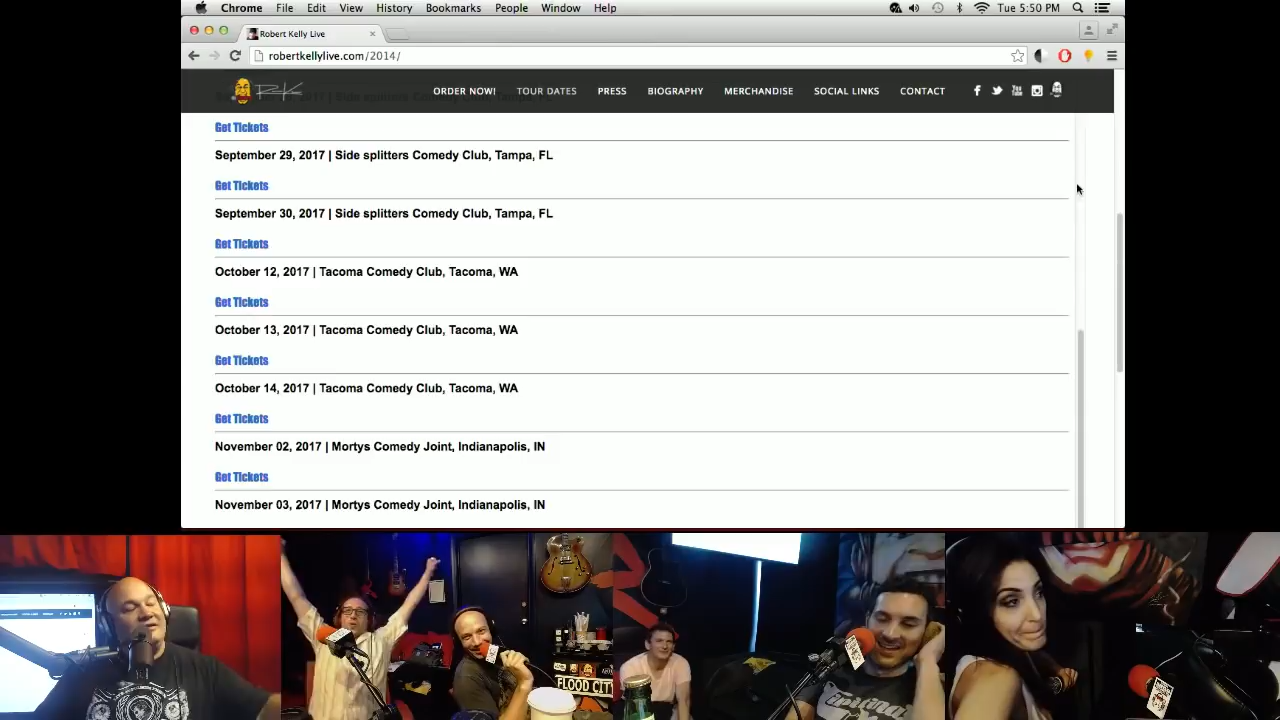 Chrome File Edit View History Bookmarks People Window Help Tue 5:50 PM
Robert Kelly Live
robertkellylive.com/2014/
ORDER NOW! TOUR DATES PRESS BIOGRAPHY MERCHANDISE SOCIAL LINKS CONTACT
Get Tickets
September 29, 2017 | Side splitters Comedy Club, Tampa, FL
Get Tickets
September 30, 2017 | Side splitters Comedy Club, Tampa, FL
Get Tickets
October 12, 2017 | Tacoma Comedy Club, Tacoma, WA
Get Tickets
October 13, 2017 | Tacoma Comedy Club, Tacoma, WA
Get Tickets
October 14, 2017 | Tacoma Comedy Club, Tacoma, WA
Get Tickets
November 02, 2017 | Mortys Comedy Joint, Indianapolis, IN
Get Tickets
November 03, 2017 | Mortys Comedy Joint, Indianapolis, IN
FLOOD CITY